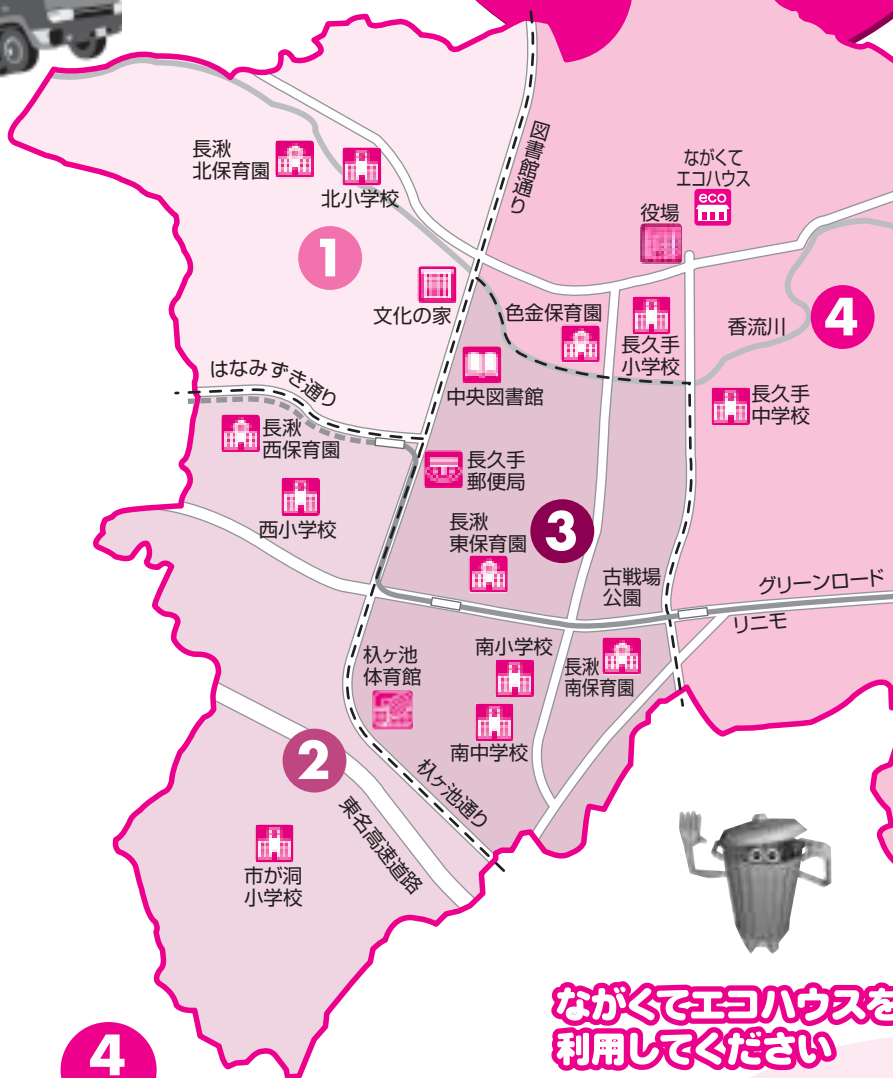 図書館通り
長湫
北保育園
北小学校
ながくて
エコハウス
eco
役場
1
文化の家
色金保育園
長久手
小学校
香流川
4
はなみずき通り
中央図書館
長久手
中学校
長湫
西保育園
長久手
郵便局
西小学校
長湫
東保育園
3
古戦場
公園
グリーンロード
リニモ
杁ヶ池
体育館
南小学校
長湫
南保育園
南中学校
2
杁ヶ池通り
東名高速道路
市が洞
小学校
ながくてエコハウスを
利用してください
4